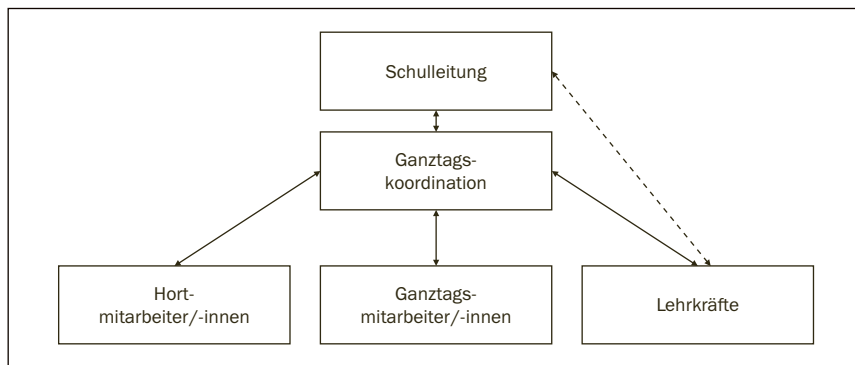 Schulleitung
Ganztags-
koordination
Hort-
mitarbeiter/-innen
Ganztags-
mitarbeiter/-innen
Lehrkräfte